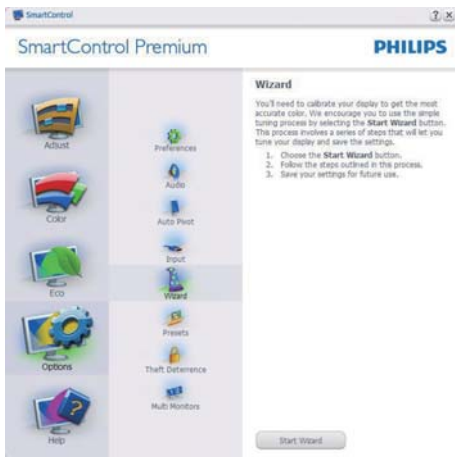 SmartControl
SmartControl Premium
PHILIPS
Adjust
Color
Eco
Options
Help
Preferences
Audio
Auto Pivot
Input
Wizard
Presets
Theft Deterrence
Multi Monitors
Wizard
You'll need to calibrate your display to get the most
accurate color. We encourage you to use the simple
tuning process by selecting the Start Wizard button.
This process involves a series of steps that will let you
tune your display and save the settings.
1. Choose the Start Wizard button.
2. Follow the steps outlined in this process.
3. Save your settings for future use.
Start Wizard